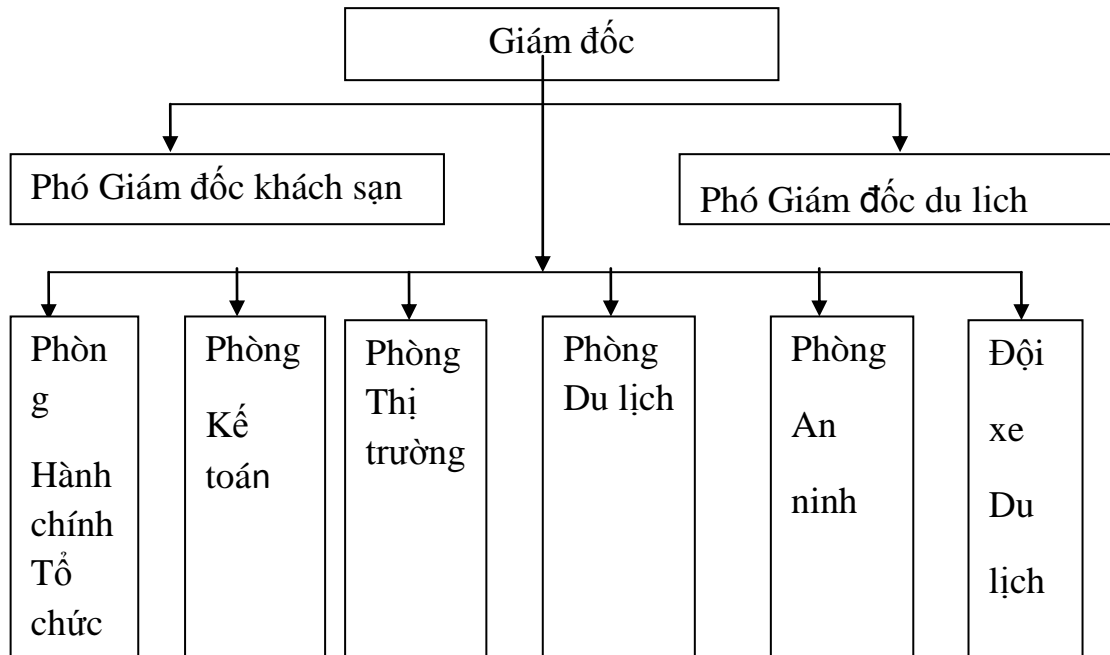 Giám đốc
Phó Giám đốc khách sạn
Phó Giám đốc du lich
Phòn
g
Hành
chính
Tổ
chức
Phòng
Kế
toán
Phòng
Thị
trường
Phòng
Du lịch
Phòng
An
ninh
Đội
xe
Du
lịch